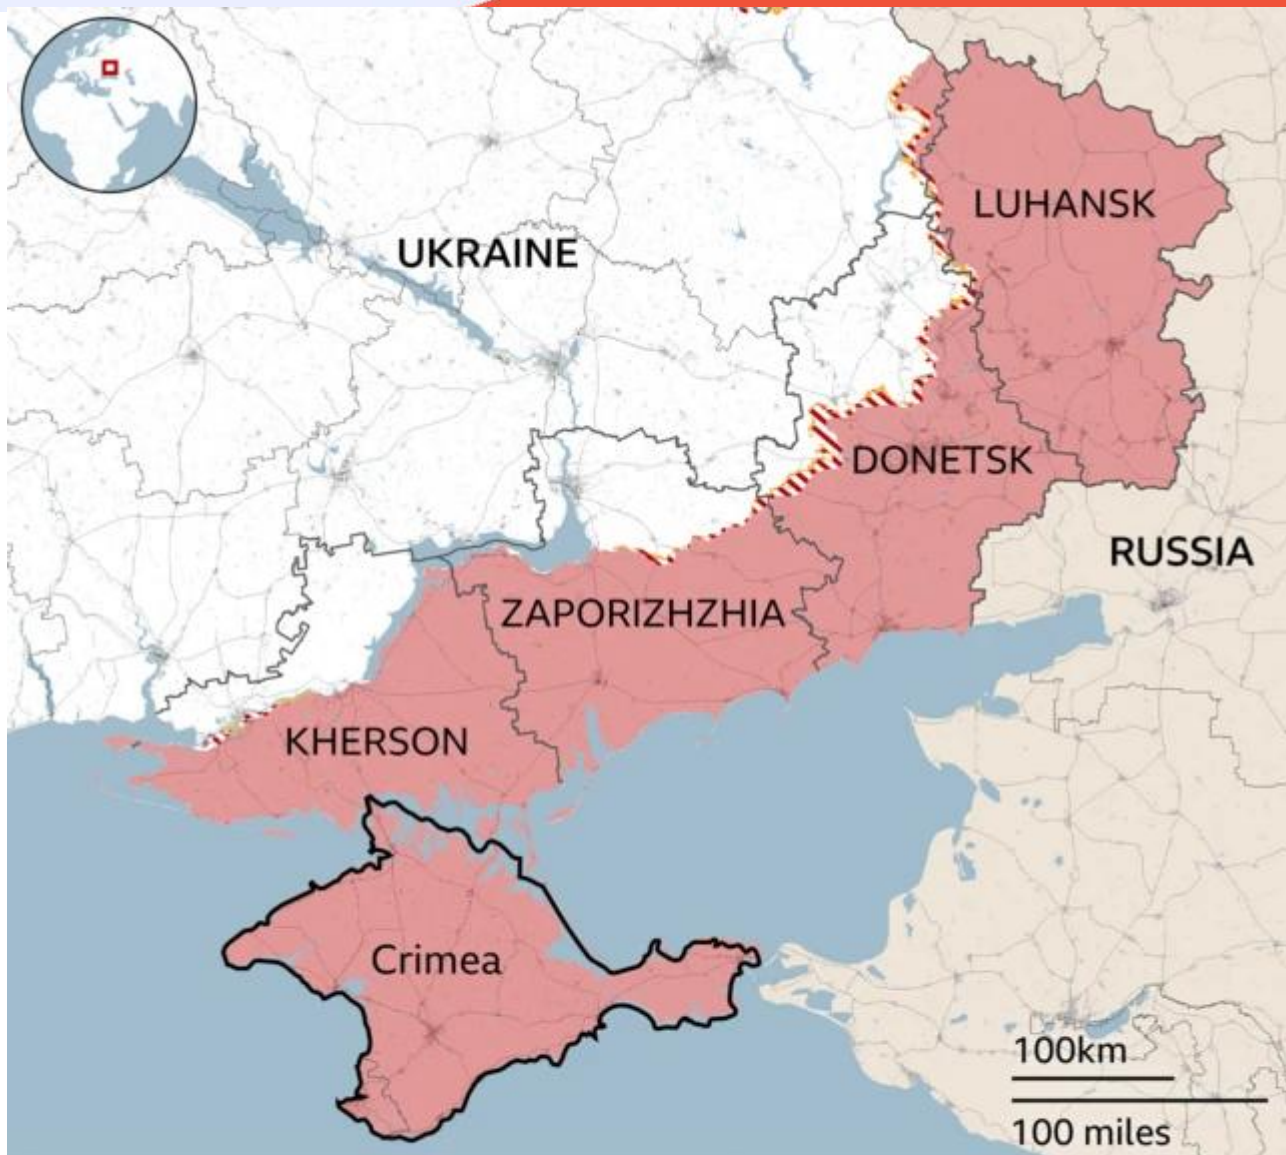 UKRAINE
LUHANSK
DONETSK
RUSSIA
ZAPORIZHZHIA
KHERSON
Crimea
100km
100 miles